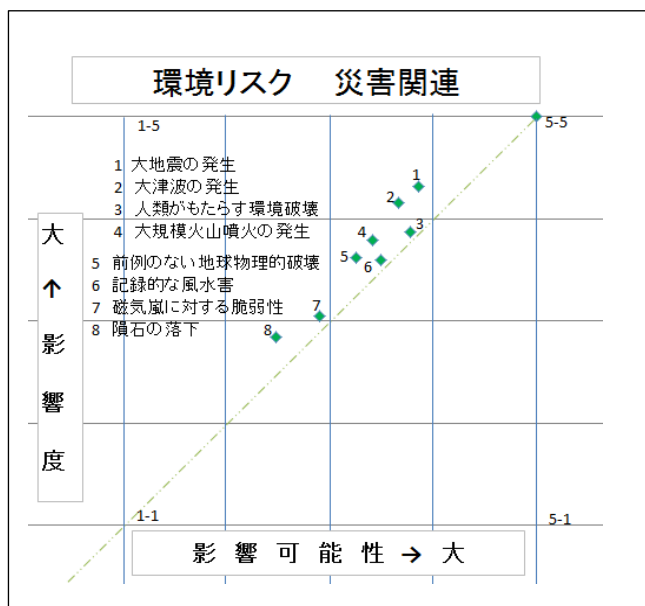 環境リスク 災害関連
1-5
5-5
1 大地震の発生
2 大津波の発生
3 人類がもたらす環境破壊
4 大規模火山噴火の発生
5 前例のない地球物理的破壊
6 記録的な風水害
7 磁気嵐に対する脆弱性
8 隕石の落下
1
2
3
4
5
6
7
8
大↑影響度
1-1
5-1
影響可能性→大